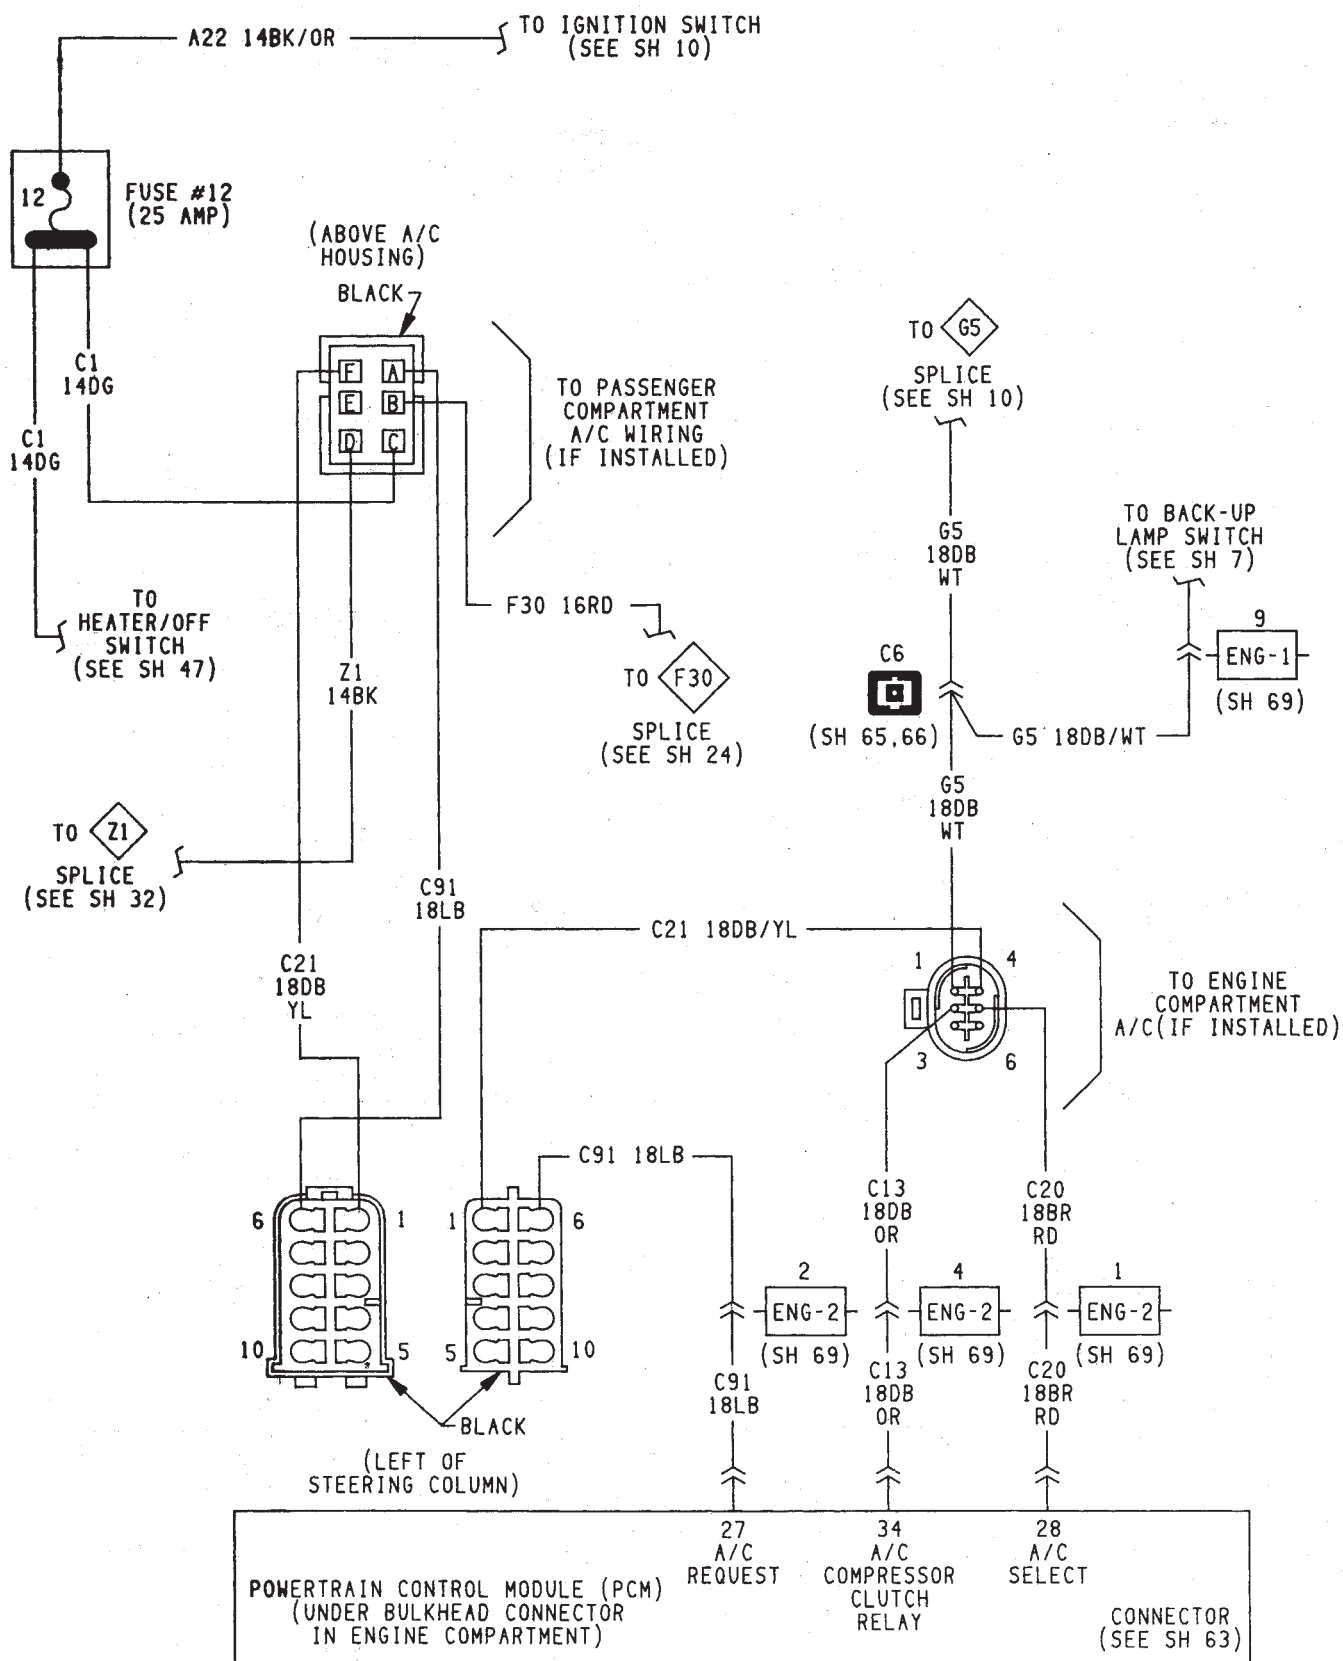 A22 14BK/OR
TO IGNITION SWITCH
(SEE SH 10)
12
FUSE #12
(25 AMP)
(ABOVE A/C
HOUSING)
BLACK
C1
14DG
C1
14DG
F A
E B
D C
TO PASSENGER
COMPARTMENT
A/C WIRING
(IF INSTALLED)
TO G5
SPLICE
(SEE SH 10)
G5
18DB
WT
TO BACK-UP
LAMP SWITCH
(SEE SH 7)
9
ENG-1
(SH 69)
TO
HEATER/OFF
SWITCH
(SEE SH 47)
Z1
14BK
F30 16RD
TO F30
SPLICE
(SEE SH 24)
C6
(SH 65,66)
G5 18DB/WT
G5
18DB
WT
TO Z1
SPLICE
(SEE SH 32)
C91
18LB
C21 18DB/YL
C21
18DB
YL
1 4
3 6
TO ENGINE
COMPARTMENT
A/C(IF INSTALLED)
C91 18LB
6 1
10 5
1 6
5 10
BLACK
(LEFT OF
STEERING COLUMN)
C13
18DB
OR
C20
18BR
RD
2
ENG-2
(SH 69)
4
ENG-2
(SH 69)
1
ENG-2
(SH 69)
C91
18LB
C13
18DB
OR
C20
18BR
RD
27
A/C
REQUEST
34
A/C
COMPRESSOR
CLUTCH
RELAY
28
A/C
SELECT
POWERTRAIN CONTROL MODULE (PCM)
(UNDER BULKHEAD CONNECTOR
IN ENGINE COMPARTMENT)
CONNECTOR
(SEE SH 63)